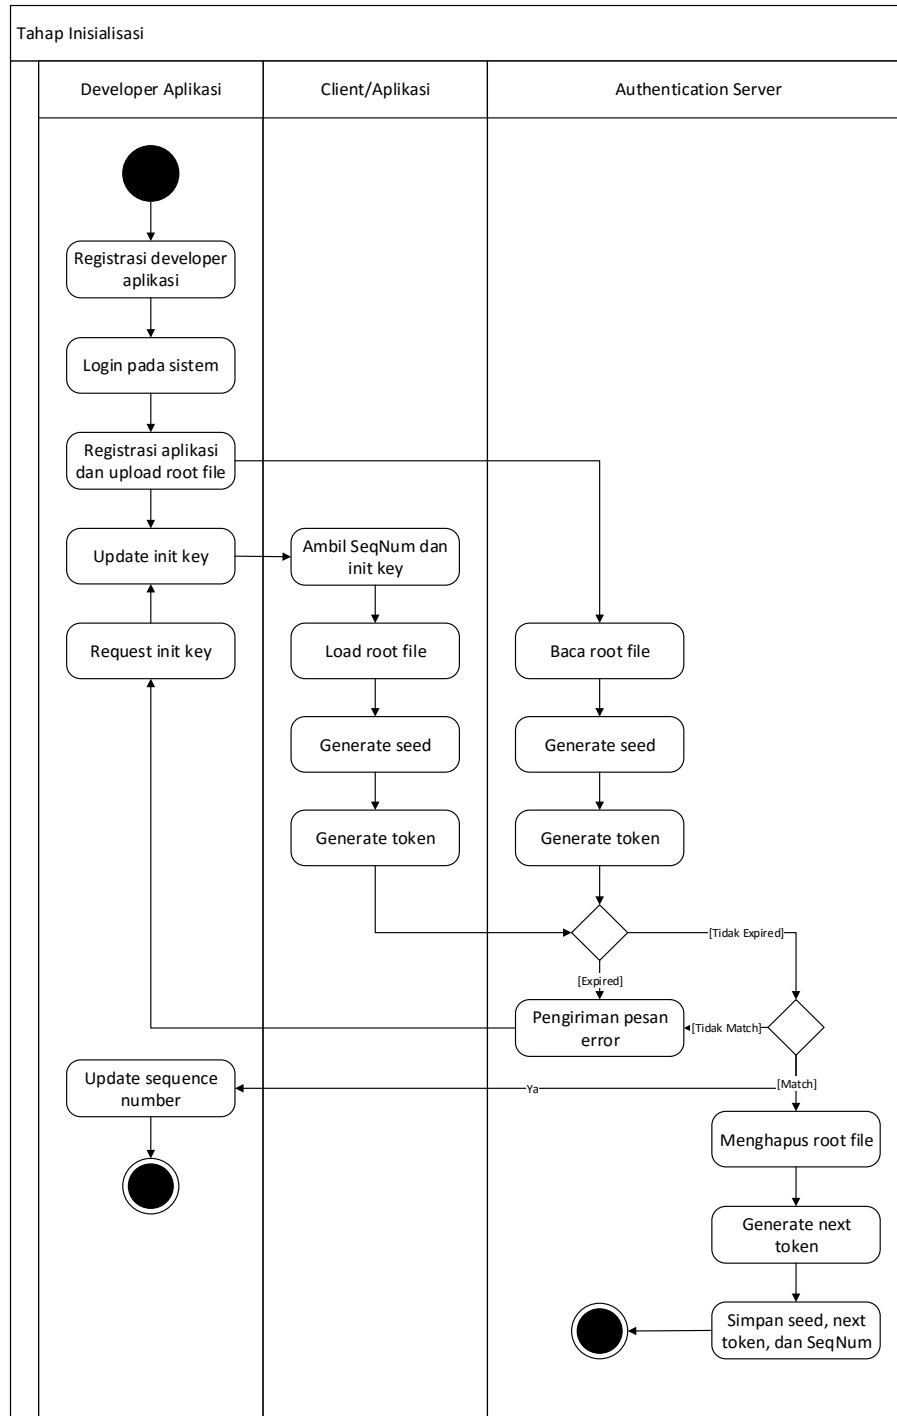 Tahap Inisialisasi
Developer Aplikasi
Client/Aplikasi
Authentication Server
Registrasi developer
aplikasi
Login pada sistem
Registrasi aplikasi
dan upload root file
Update init key
Ambil SeqNum dan
init key
Request init key
Load root file
Baca root file
Generate seed
Generate seed
Generate token
Generate token
[Tidak Expired]
[Expired]
Pengiriman pesan
error
[Tidak Match]
Update sequence
number
Ya
[Match]
Menghapus root file
Generate next
token
Simpan seed, next
token, dan SeqNum